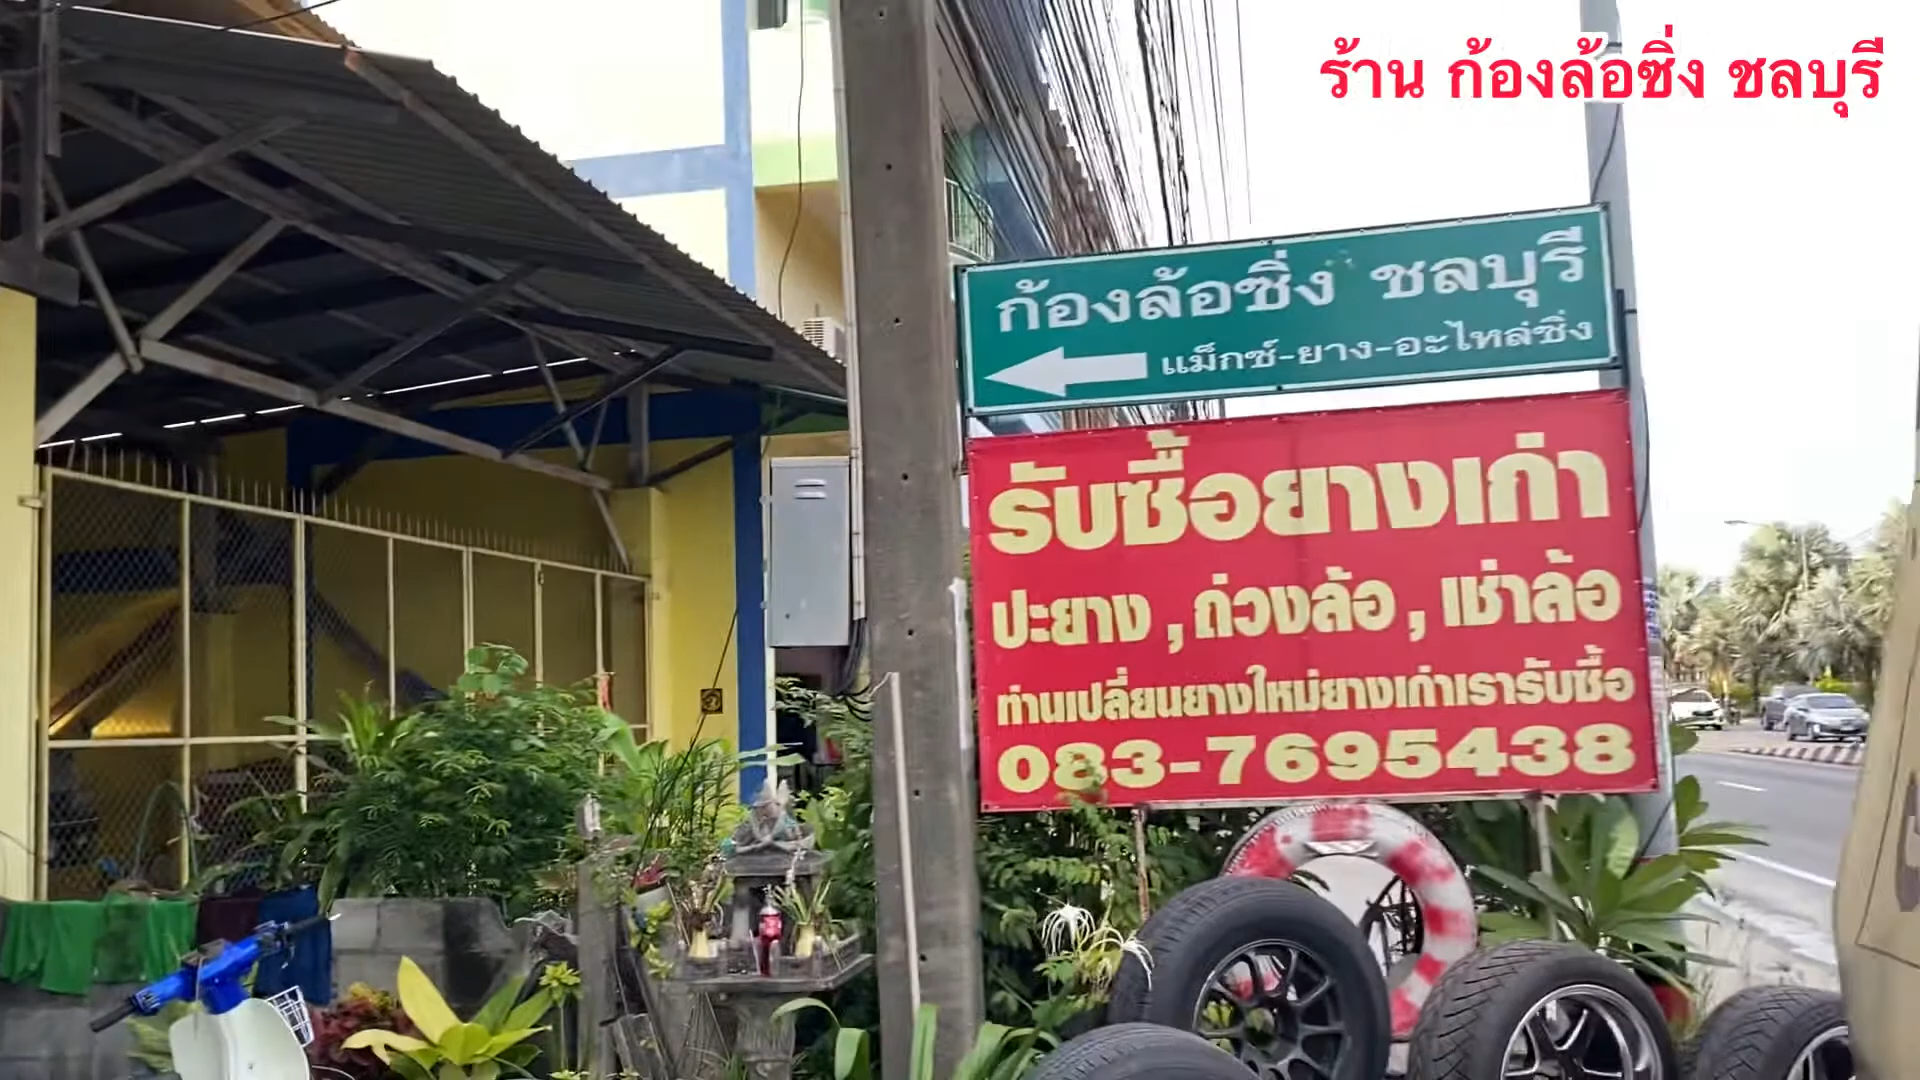 ร้าน ก้องล้อซิ่ง ชลบุรี
ก้องล้อซิ่ง ชลบุรี
แม็กซ์-ยาง-อะไหล่ซิ่ง
รับซื้อยางเก่า
ปะยาง , ถ่วงล้อ , เช่าล้อ
ท่านเปลี่ยนยางใหม่ยางเก่าเรารับซื้อ
083-7695438